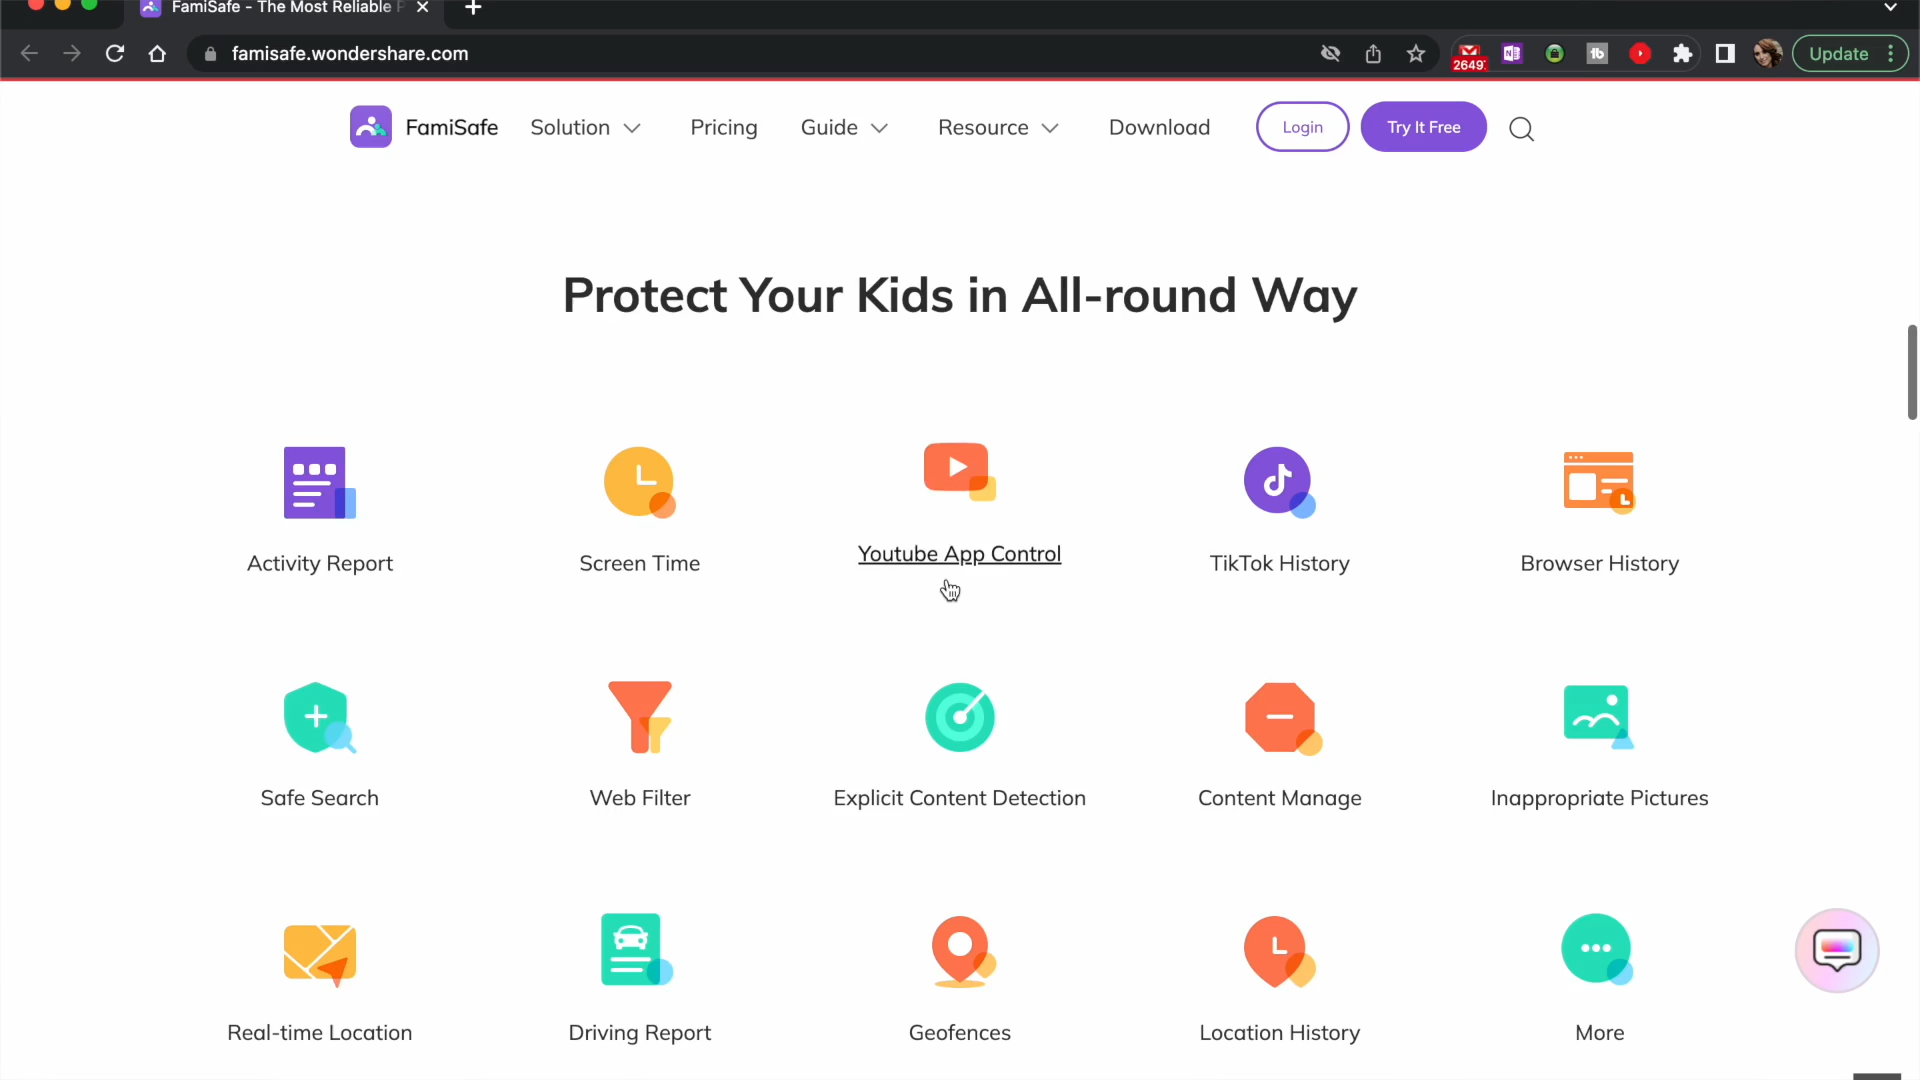 FamiSafe - The Most Reliable
famisafe.wondershare.com
Update
FamiSafe
Solution
Pricing
Guide
Resource
Download
Login
Try It Free
Protect Your Kids in All-round Way
Activity Report
Screen Time
Youtube App Control
TikTok History
Browser History
Safe Search
Web Filter
Explicit Content Detection
Content Manage
Inappropriate Pictures
Real-time Location
Driving Report
Geofences
Location History
More